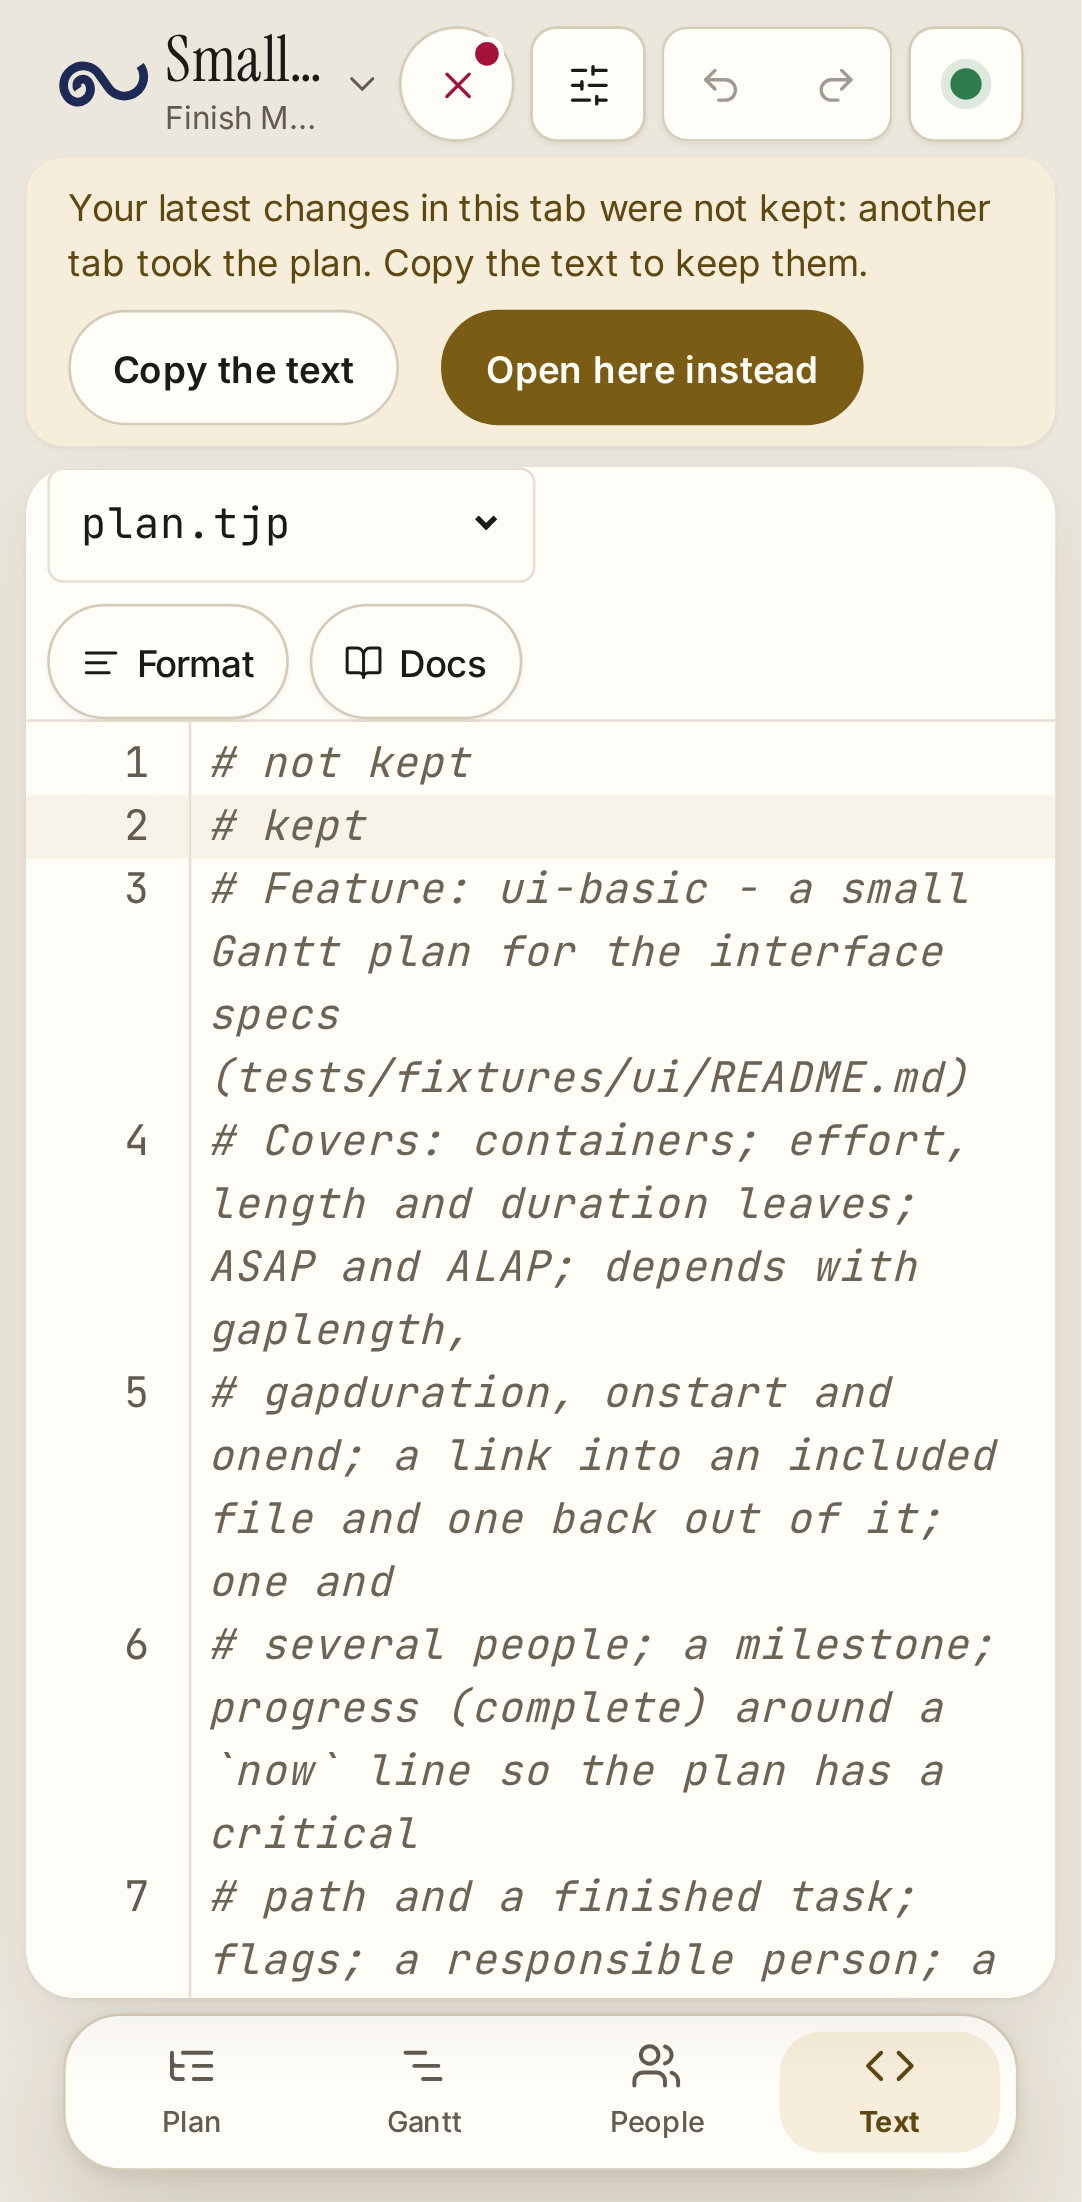 Small…
Finish M…
Your latest changes in this tab were not kept: another
tab took the plan. Copy the text to keep them.
Copy the text
Open here instead
plan.tjp
Format
Docs
1 # not kept
2 # kept
3 # Feature: ui-basic - a small
Gantt plan for the interface
specs
(tests/fixtures/ui/README.md)
4 # Covers: containers; effort,
length and duration leaves;
ASAP and ALAP; depends with
gaplength,
5 # gapduration, onstart and
onend; a link into an included
file and one back out of it;
one and
6 # several people; a milestone;
progress (complete) around a
`now` line so the plan has a
critical
7 # path and a finished task;
flags; a responsible person; a
Plan
Gantt
People
Text